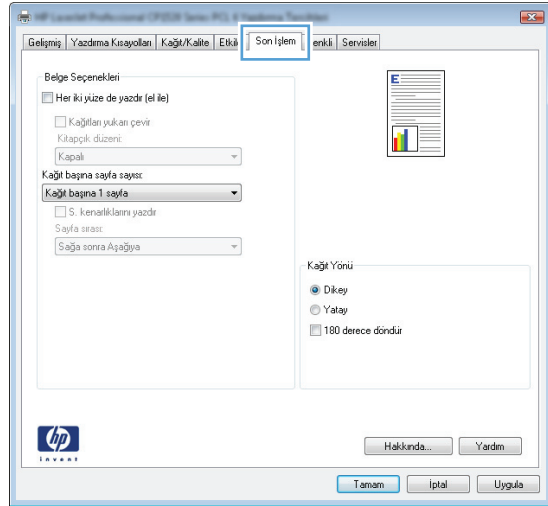 Gelişmiş Yazdırma Kısayolları Kağıt/Kalite Son İşlem Servisler
Belge Seçenekleri
Her iki yüze de yazdır (el ile)
Kağıtları yukarı çevir
Kitapçık düzeni:
Kapalı
Kağıt başına sayfa sayısı:
Kağıt başına 1 sayfa
S. kenarlıklarını yazdır
Sayfa sırası:
Sağa sonra Aşağıya
E
Kağıt Yönü
Dikey
Yatay
180 derece döndür
hp
invent
Hakkında... Yardım
Tamam İptal Uygula